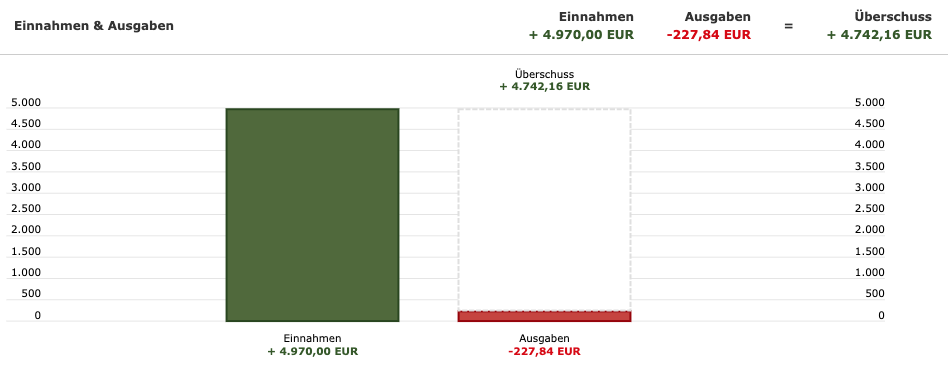 Einnahmen & Ausgaben
Einnahmen Ausgaben Überschuss
+ 4.970,00 EUR -227,84 EUR = + 4.742,16 EUR
Überschuss
+ 4.742,16 EUR
5.000 5.000
4.500 4.500
4.000 4.000
3.500 3.500
3.000 3.000
2.500 2.500
2.000 2.000
1.500 1.500
1.000 1.000
500 500
0 0
Einnahmen Ausgaben
+ 4.970,00 EUR -227,84 EUR